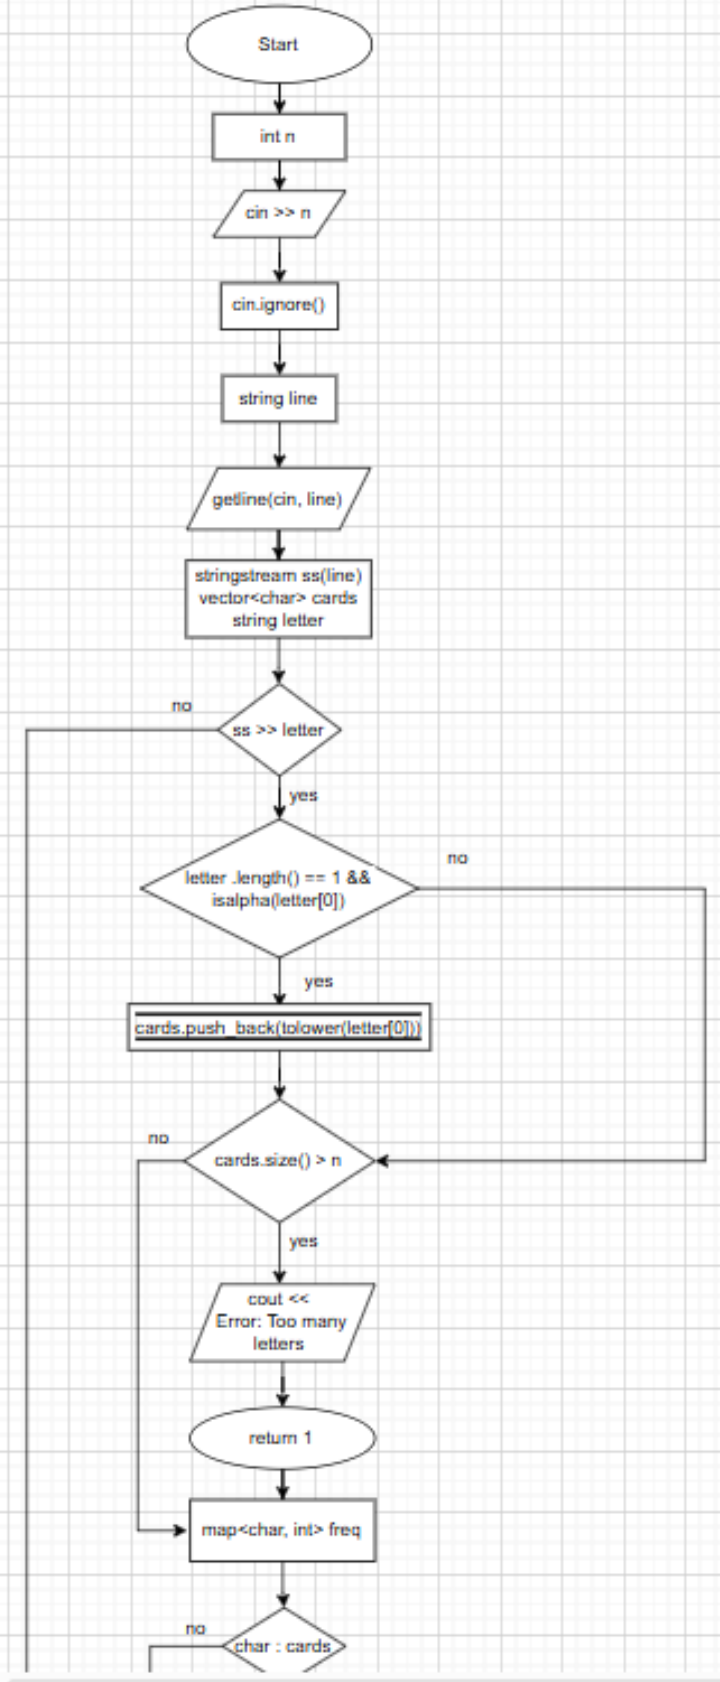 Start
int n
cin >> n
cin.ignore()
string line
getline(cin, line)
stringstream ss(line)
vector<char> cards
string letter
no
ss >> letter
yes
no
letter .length() == 1 &&
isalpha(letter[0])
yes
cards.push_back(tolower(letter[0]))
no
cards.size() > n
yes
cout <<
Error: Too many
letters
return 1
map<char, int> freq
no
char : cards